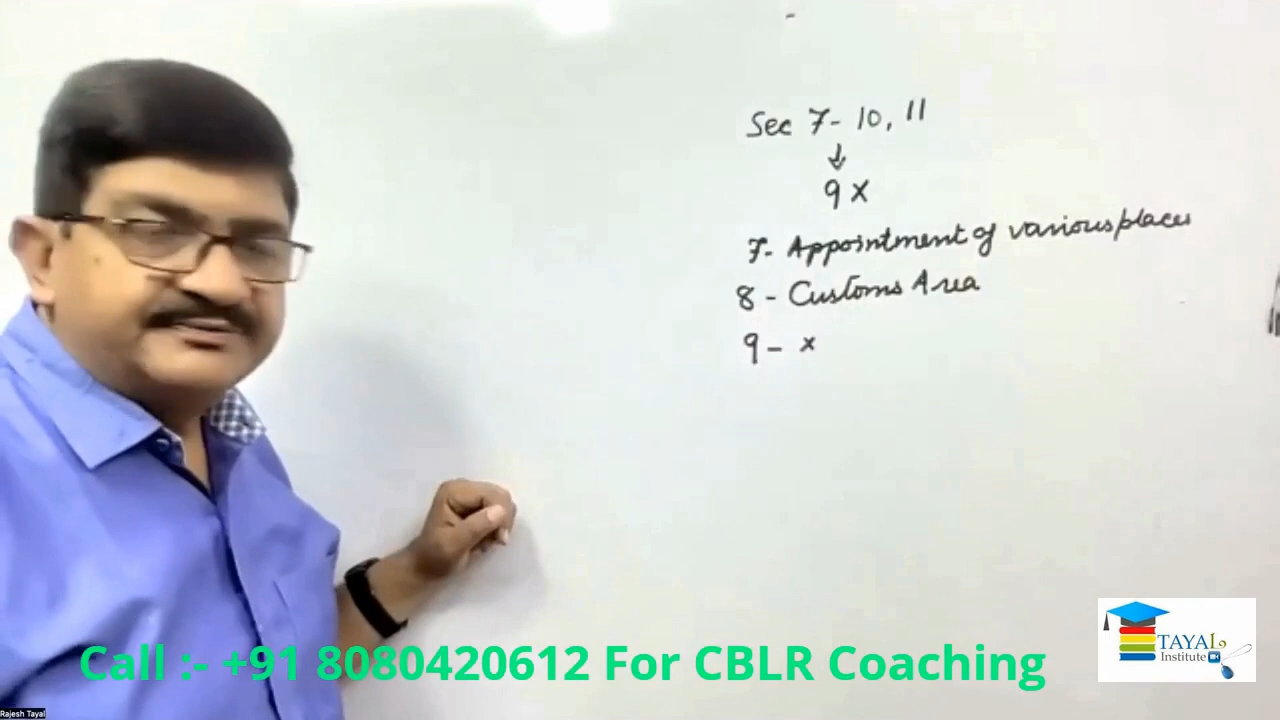 Sec 7- 10, 11
↓
9 x
7- Appointment of various places
8 - Customs Area
9 - x
Call :- +91 8080420612 For CBLR Coaching
TAYAL
Institute
Rajesh Tayal